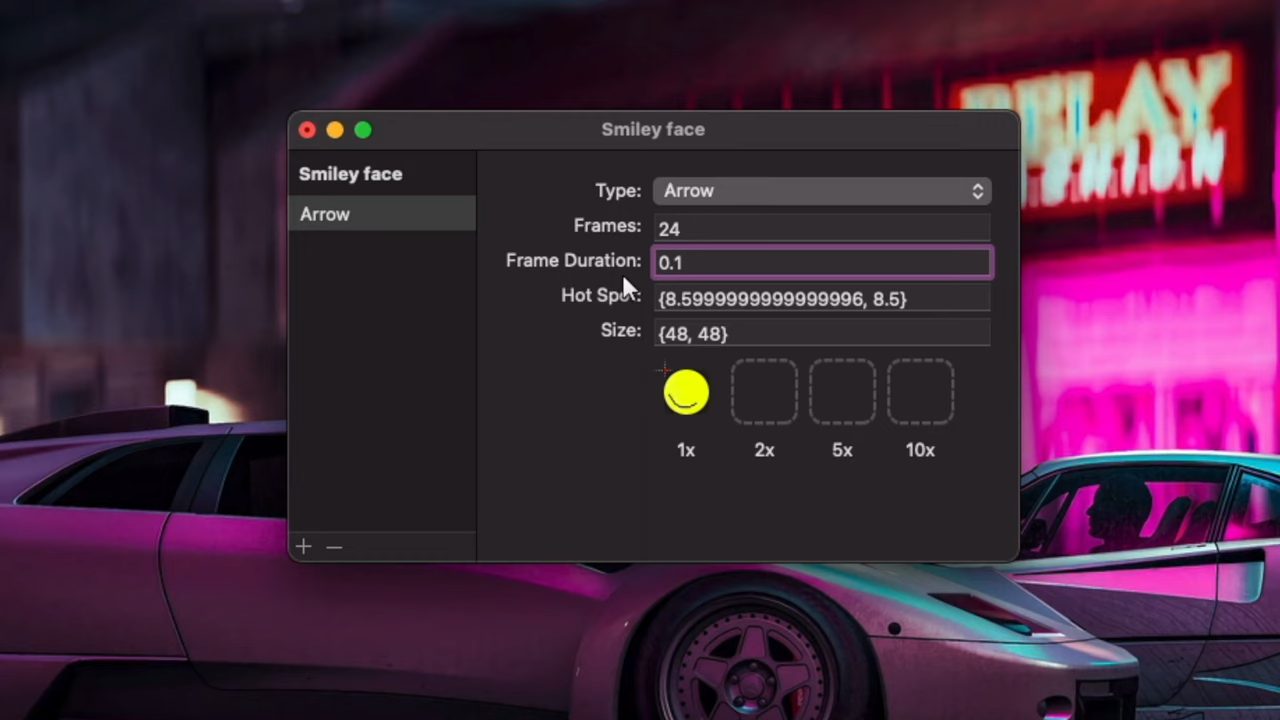 RELAY
Smiley face
Smiley face
Arrow
Type: Arrow
Frames: 24
Frame Duration: 0.1
Hot Spot: {8.5999999999999996, 8.5}
Size: {48, 48}
1x 2x 5x 10x